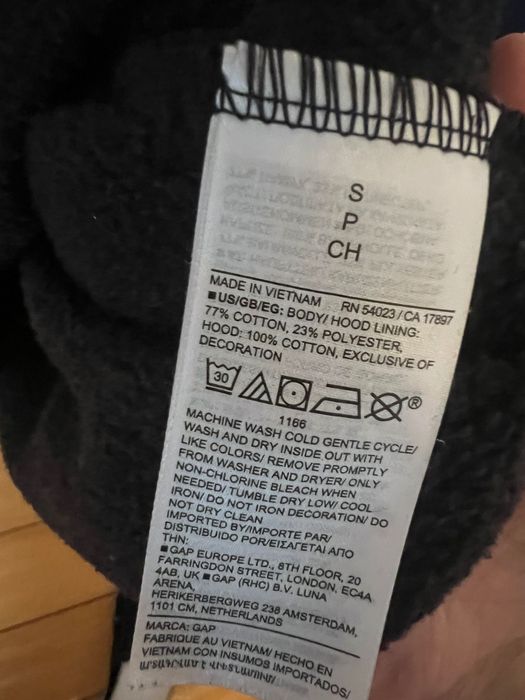 S
P
CH
MADE IN VIETNAM RN 54023 / CA 17897
■US/GB/EG: BODY/ HOOD LINING:
77% COTTON, 23% POLYESTER,
HOOD: 100% COTTON, EXCLUSIVE OF
DECORATION
30
®
1166
MACHINE WASH COLD GENTLE CYCLE/
WASH AND DRY INSIDE OUT WITH
LIKE COLORS/ REMOVE PROMPTLY
FROM WASHER AND DRYER/ ONLY
NON-CHLORINE BLEACH WHEN
NEEDED/ TUMBLE DRY LOW/ COOL
IRON/ DO NOT IRON DECORATION/ DO
NOT DRY CLEAN
IMPORTED BY/IMPORTE PAR/
DISTRIBUIDO POR/ΕΙΣΑΓΕΤΑΙ ΑΠΟ
ΤΗΝ:
■GAP EUROPE LTD., 6TH FLOOR, 20
FARRINGDON STREET, LONDON, EC4A
4AB, UK ■GAP (RHC) B.V. LUNA
ARENA,
HERIKERBERGWEG 238 AMSTERDAM,
1101 CM, NETHERLANDS
MARCA: GAP
FABRIQUE AU VIETNAM/ HECHO EN
VIETNAM CON INSUMOS IMPORTADOS/